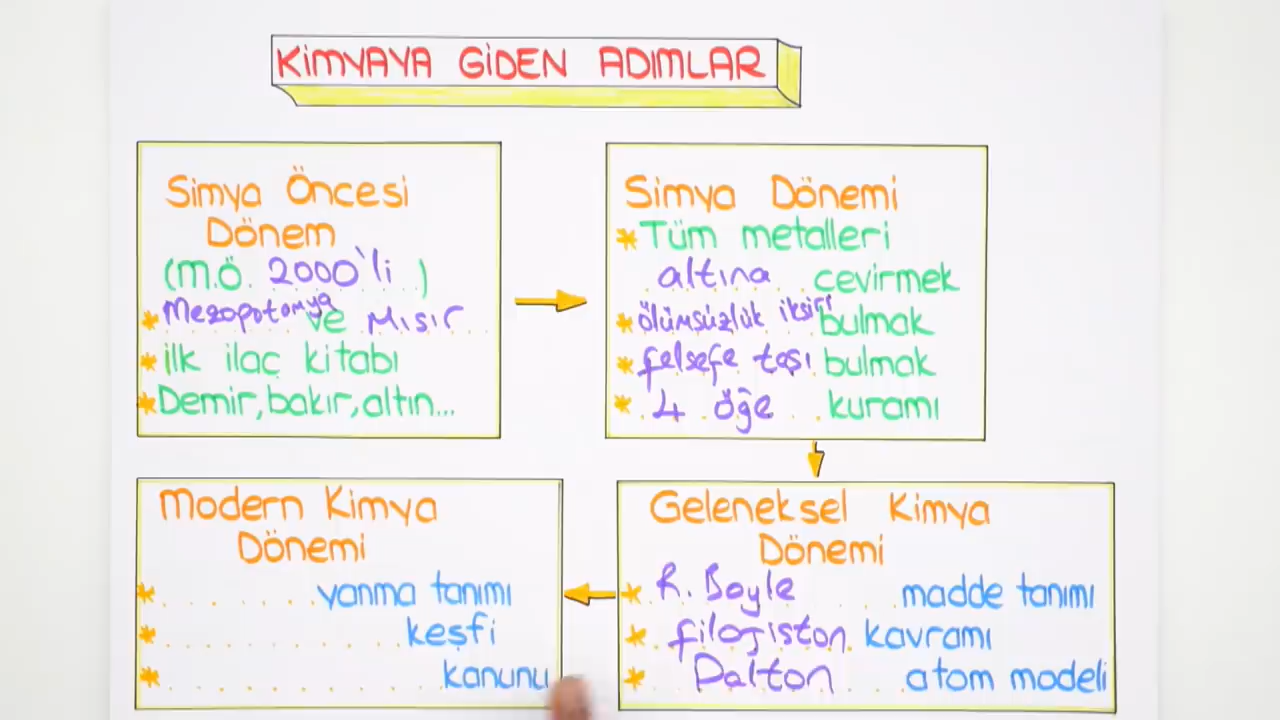 KİMYAYA GİDEN ADIMLAR
Simya Öncesi
Dönem
(M.Ö. 2000'li )
* Mezopotamya ve Mısır
* ilk ilaç kitabı
* Demir, bakır, altın...
Simya Dönemi
* Tüm metalleri
altına çevirmek
* ölümsüzlük iksiri bulmak
* felsefe taşı bulmak
* 4 öğe kuramı
Geleneksel Kimya
Dönemi
* R. Boyle madde tanımı
* filojiston kavramı
* Dalton atom modeli
Modern Kimya
Dönemi
* ........ yanma tanımı
* ............ keşfi
* ............. kanunu